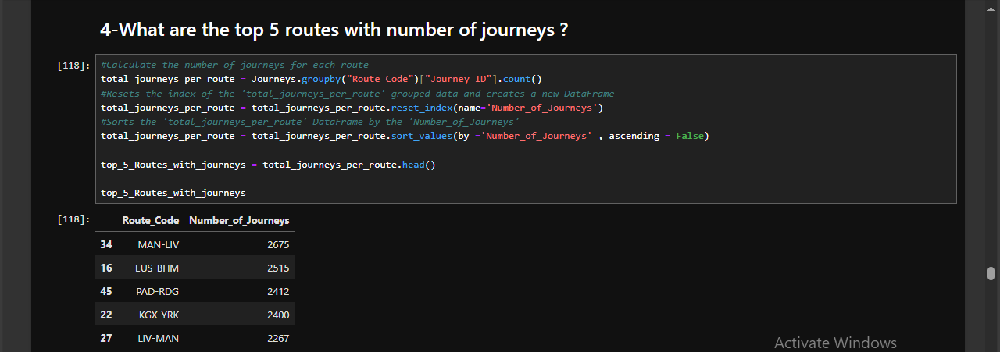 4-What are the top 5 routes with number of journeys ?
[118]:
#Calculate the number of journeys for each route
total_journeys_per_route = Journeys.groupby("Route_Code")["Journey_ID"].count()
#Resets the index of the 'total_journeys_per_route' grouped data and creates a new DataFrame
total_journeys_per_route = total_journeys_per_route.reset_index(name='Number_of_Journeys')
#Sorts the 'total_journeys_per_route' DataFrame by the 'Number_of_Journeys'
total_journeys_per_route = total_journeys_per_route.sort_values(by ='Number_of_Journeys' , ascending = False)
top_5_Routes_with_journeys = total_journeys_per_route.head()
top_5_Routes_with_journeys
[118]:
Route_Code Number_of_Journeys
34 MAN-LIV 2675
16 EUS-BHM 2515
45 PAD-RDG 2412
22 KGX-YRK 2400
27 LIV-MAN 2267
Activate Windows